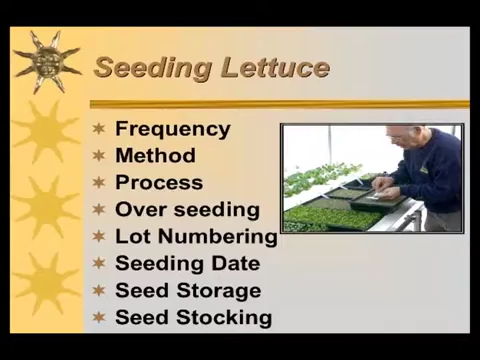 Seeding Lettuce
Frequency
Method
Process
Over seeding
Lot Numbering
Seeding Date
Seed Storage
Seed Stocking